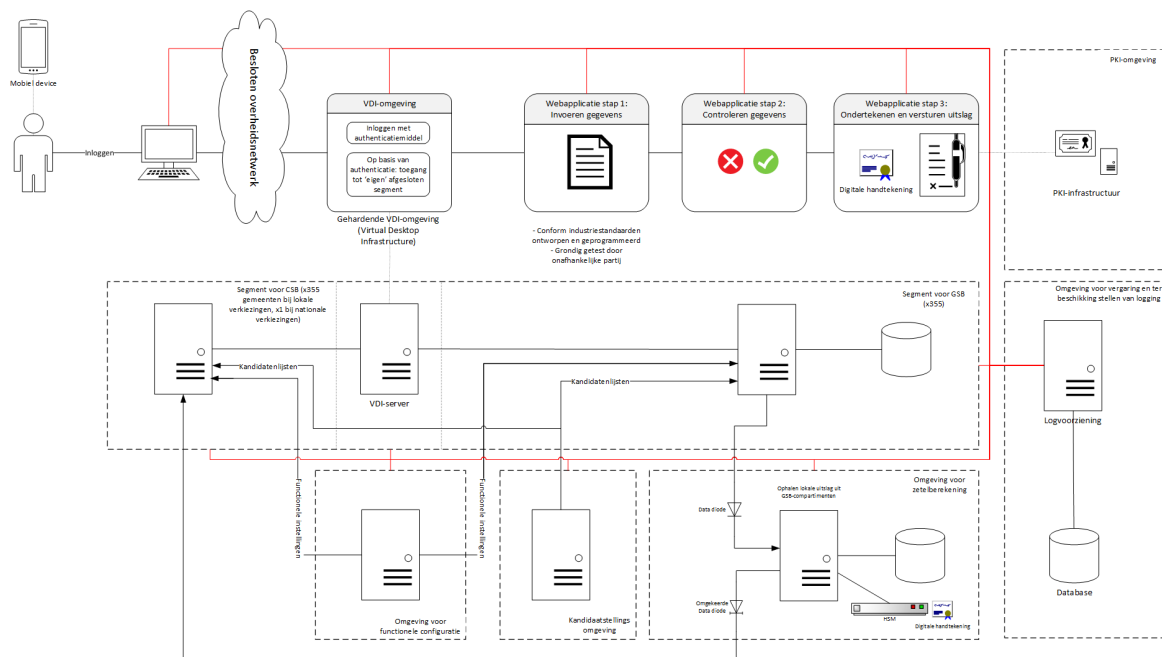 Mobiel device
Inloggen
Besloten overheidsnetwerk
VDI-omgeving
Inloggen met
authenticatiemiddel
Op basis van
authenticatie: toegang
tot 'eigen' afgesloten
segment
Gehardende VDI-omgeving
(Virtual Desktop
Infrastructure)
Webapplicatie stap 1:
Invoeren gegevens
- Conform industriestandaarden
ontworpen en geprogrammeerd
- Grondig getest door
onafhankelijke partij
Webapplicatie stap 2:
Controleren gegevens
Webapplicatie stap 3:
Ondertekenen en versturen uitslag
Digitale handtekening
PKI-omgeving
PKI-infrastructuur
Segment voor CSB (x355
gemeenten bij lokale
verkiezingen, x1 bij nationale
verkiezingen)
Segment voor GSB
(x355)
Kandidatenlijsten
Kandidatenlijsten
VDI-server
Omgeving voor vergaring en ter
beschikking stellen van logging
Logvoorziening
Database
Functionele instellingen
Functionele instellingen
Omgeving voor
functionele configuratie
Kandidaatstellings
omgeving
Omgeving voor
zetelberekening
Ophalen lokale uitslag uit
GSB-compartimenten
Data diode
Omgekeerde
Data diode
HSM
Digitale handtekening